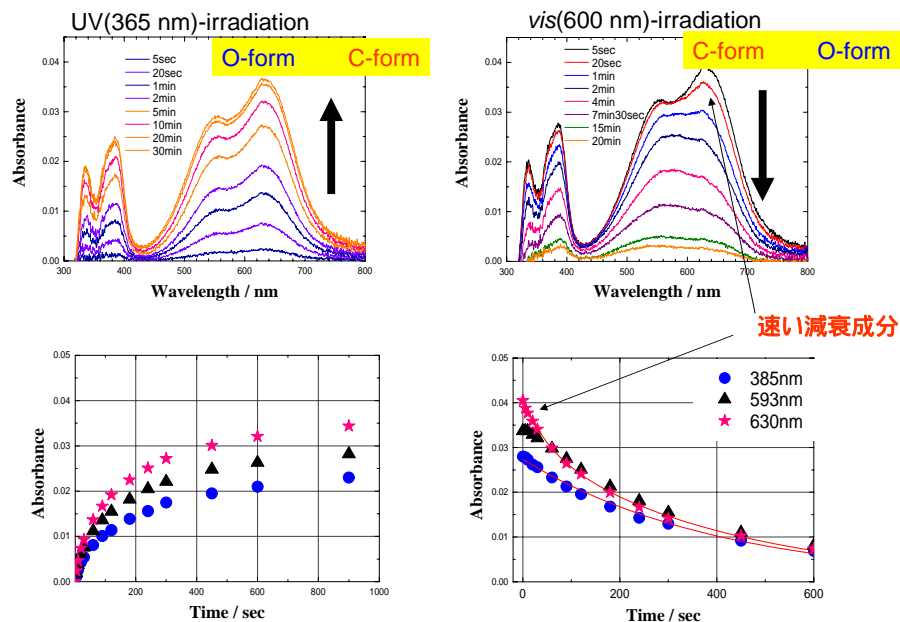 UV(365 nm)-irradiation
O-form C-form
5sec
20sec
1min
2min
5min
10min
20min
30min
0.04
0.03
0.02
0.01
0.00
Absorbance
300 400 500 600 700 800
Wavelength / nm
vis(600 nm)-irradiation
C-form O-form
5sec
20sec
1min
2min
4min
7min30sec
15min
20min
0.04
0.03
0.02
0.01
0.00
Absorbance
300 400 500 600 700 800
Wavelength / nm
速い減衰成分
0.05
0.04
0.03
0.02
0.01
0.00
Absorbance
200 400 600 800 1000
Time / sec
385nm
593nm
630nm
0.05
0.04
0.03
0.02
0.01
0.00
Absorbance
0 200 400 600
Time / sec